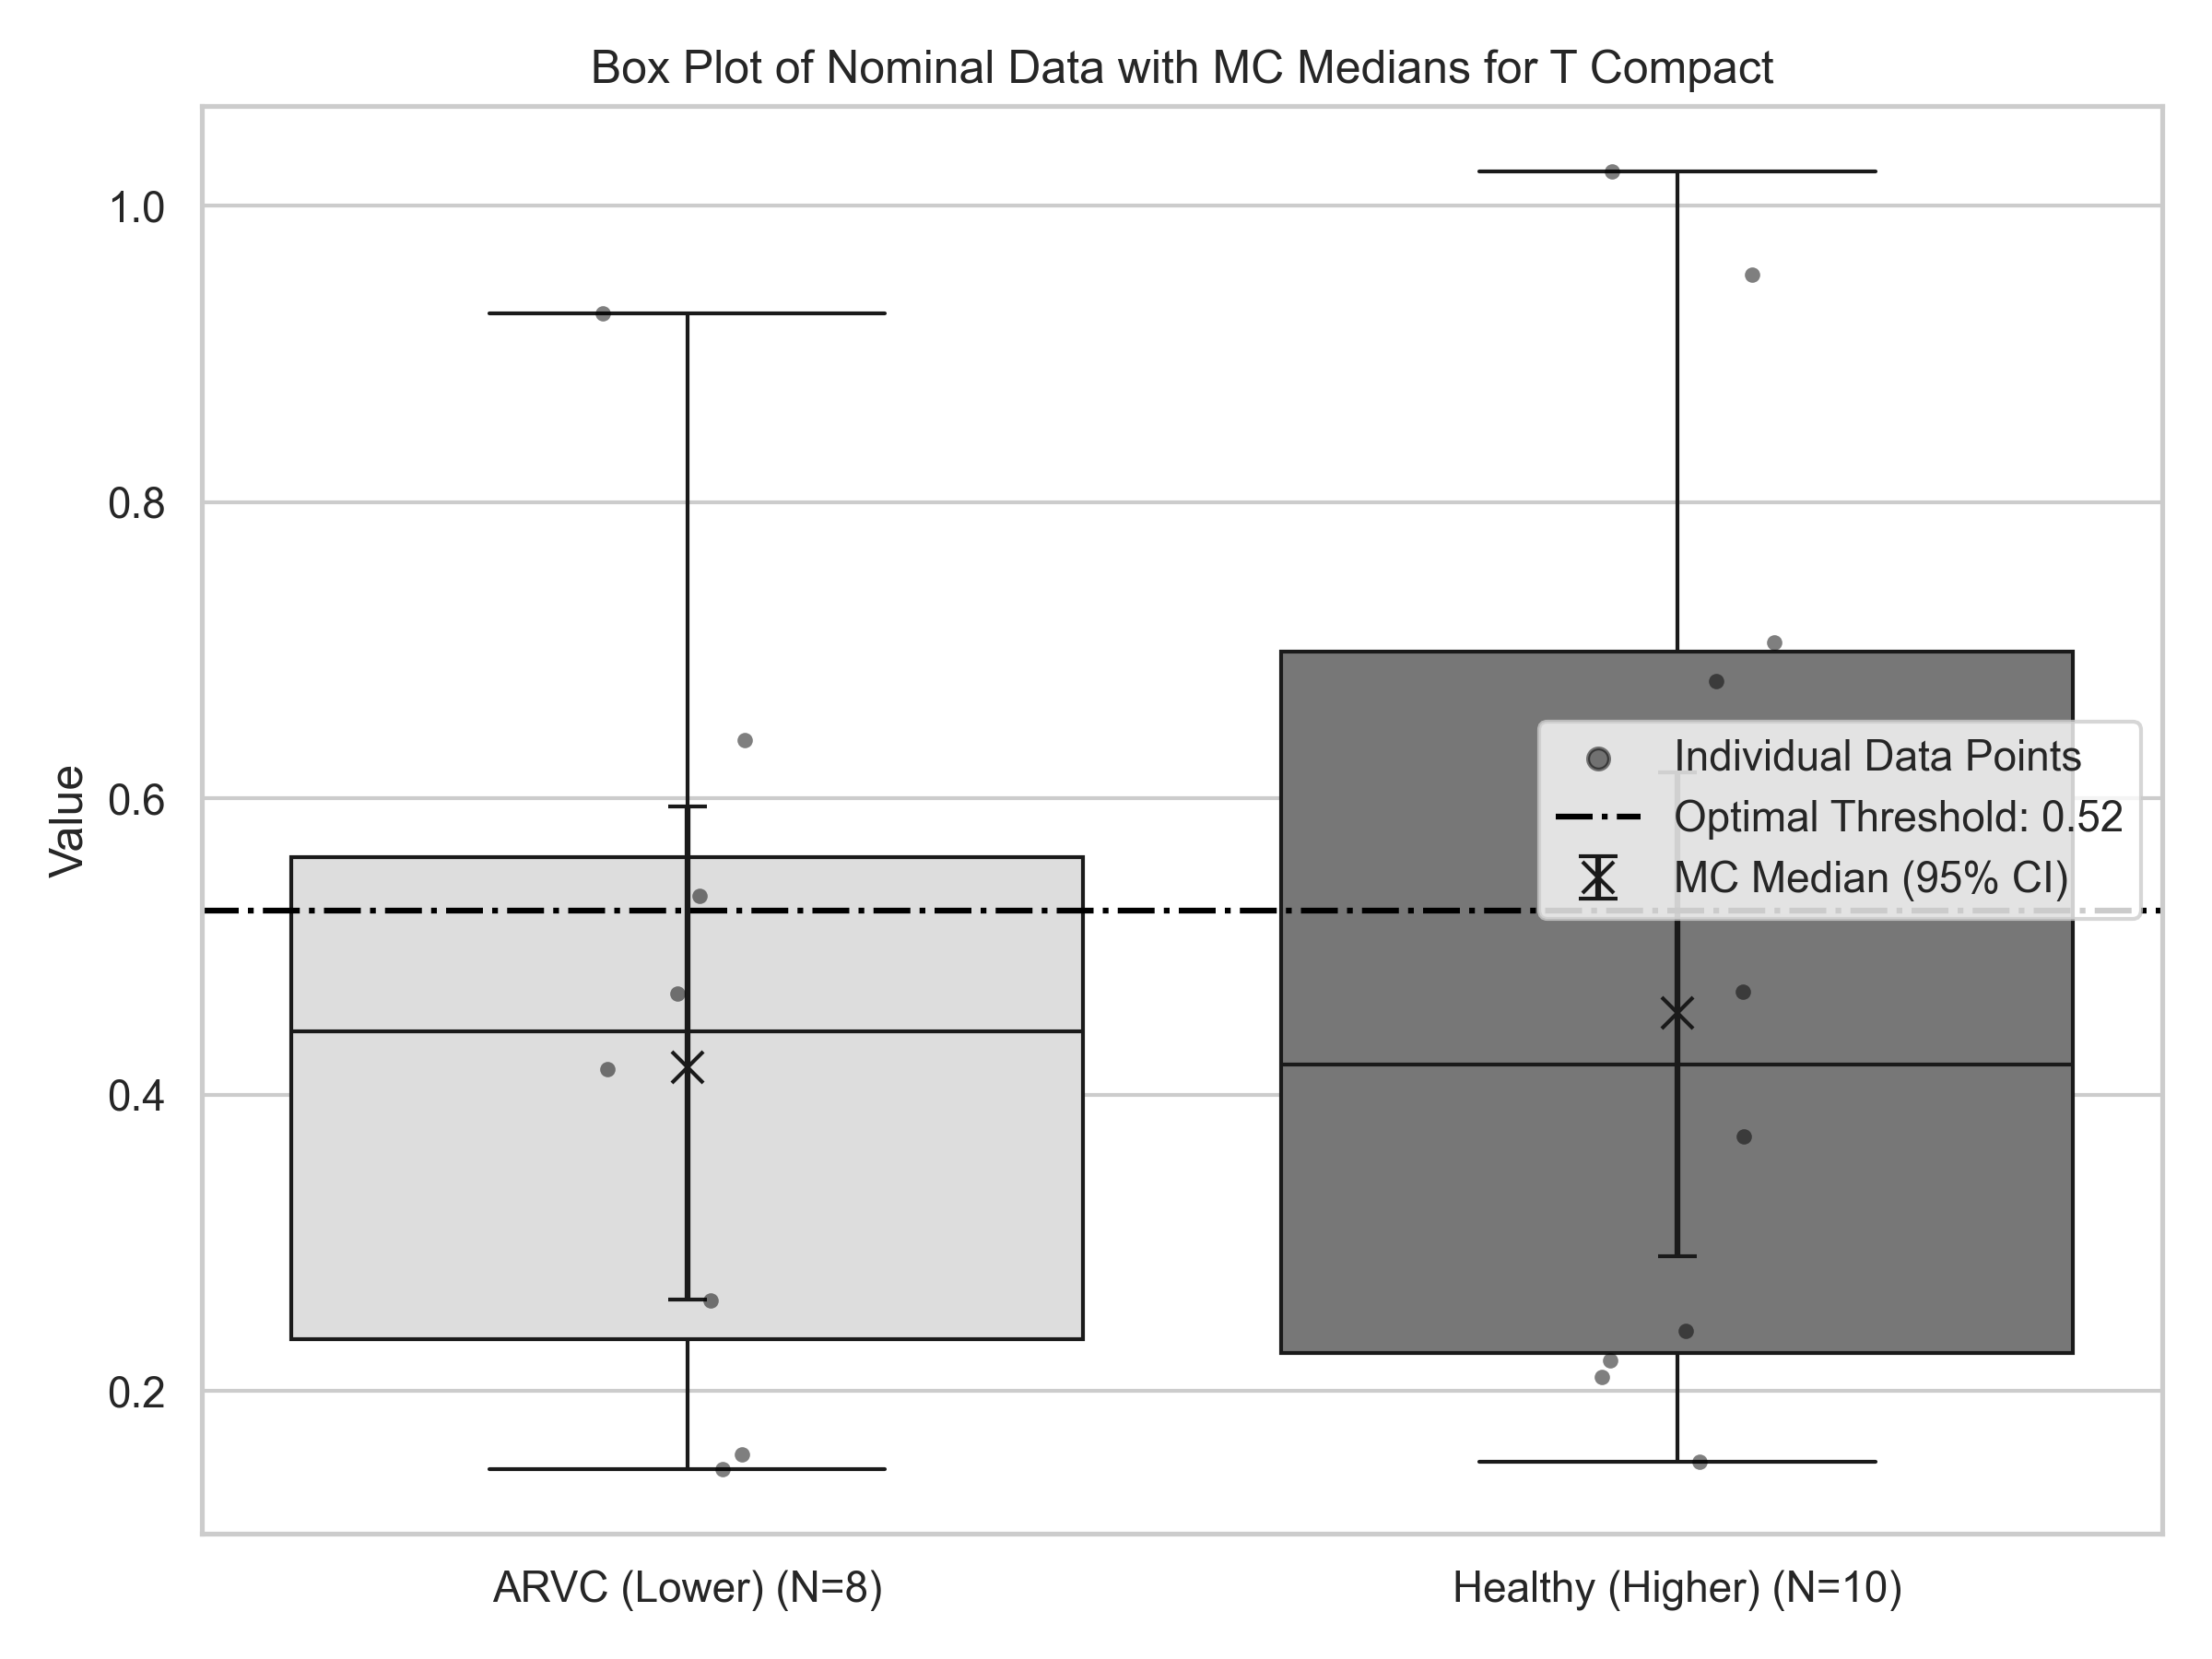 Box Plot of Nominal Data with MC Medians for T Compact
Value
1.0
0.8
0.6
0.4
0.2
Individual Data Points
Optimal Threshold: 0.52
MC Median (95% CI)
ARVC (Lower) (N=8)
Healthy (Higher) (N=10)